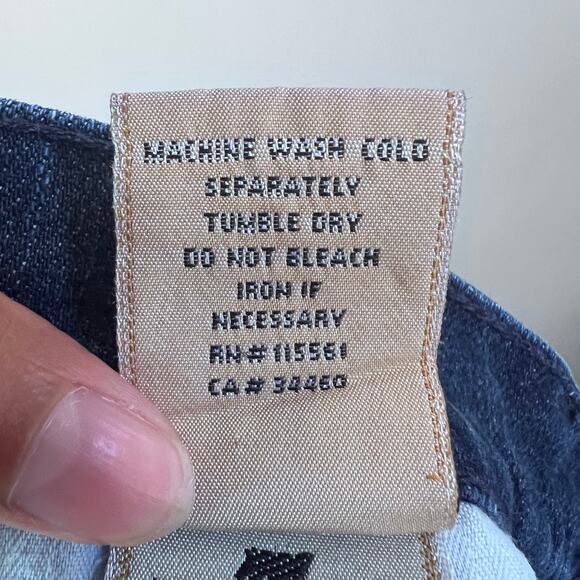 MACHINE WASH COLD
SEPARATELY
TUMBLE DRY
DO NOT BLEACH
IRON IF
NECESSARY
RN# 115561
CA# 34460